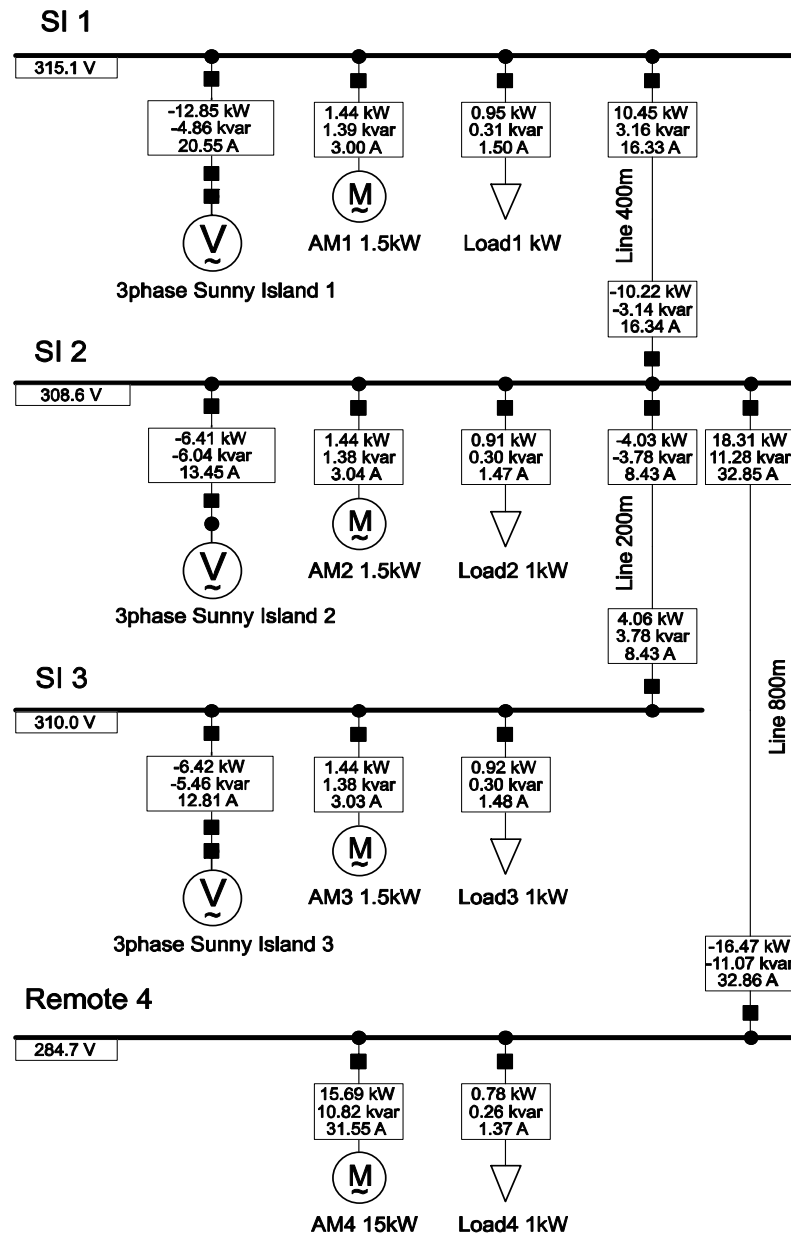 SI 1
315.1 V
-12.85 kW
-4.86 kvar
20.55 A
1.44 kW
1.39 kvar
3.00 A
0.95 kW
0.31 kvar
1.50 A
10.45 kW
3.16 kvar
16.33 A
V
~
3phase Sunny Island 1
M
~
AM1 1.5kW
Load1 kW
Line 400m
-10.22 kW
-3.14 kvar
16.34 A
SI 2
308.6 V
-6.41 kW
-6.04 kvar
13.45 A
1.44 kW
1.38 kvar
3.04 A
0.91 kW
0.30 kvar
1.47 A
-4.03 kW
-3.78 kvar
8.43 A
18.31 kW
11.28 kvar
32.85 A
V
~
3phase Sunny Island 2
M
~
AM2 1.5kW
Load2 1kW
Line 200m
4.06 kW
3.78 kvar
8.43 A
Line 800m
SI 3
310.0 V
-6.42 kW
-5.46 kvar
12.81 A
1.44 kW
1.38 kvar
3.03 A
0.92 kW
0.30 kvar
1.48 A
V
~
3phase Sunny Island 3
M
~
AM3 1.5kW
Load3 1kW
-16.47 kW
-11.07 kvar
32.86 A
Remote 4
284.7 V
15.69 kW
10.82 kvar
31.55 A
0.78 kW
0.26 kvar
1.37 A
M
~
AM4 15kW
Load4 1kW